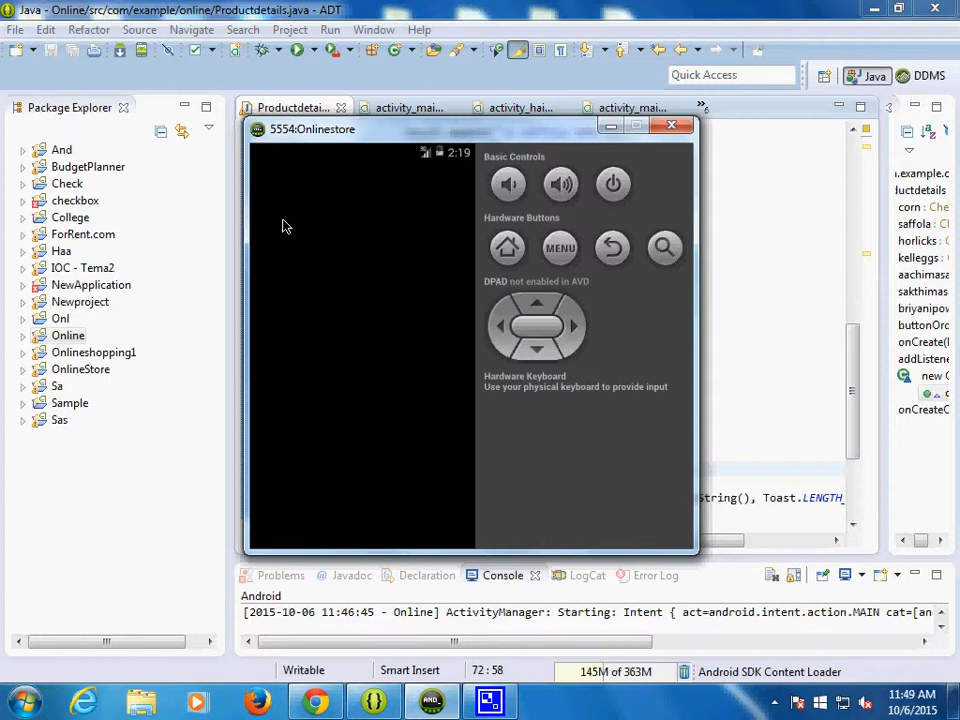 Java - Online/src/com/example/online/Productdetails.java - ADT
File Edit Refactor Source Navigate Search Project Run Window Help
Quick Access
Java
DDMS
Package Explorer
Productdetai...
activity_mai...
activity_hai...
activity_mai...
And
BudgetPlanner
Check
checkbox
College
ForRent.com
Haa
IOC - Tema2
NewApplication
Newproject
Onl
Online
Onlineshopping1
OnlineStore
Sa
Sample
Sas
5554:Onlinestore
2:19
Basic Controls
Hardware Buttons
MENU
DPAD not enabled in AVD
Hardware Keyboard
Use your physical keyboard to provide input
n.example.o
uctdetails
corn : Che
saffola :
horlicks :
kelleggs :
aachimasa
sakthimas
briyanipow
buttonOrd
onCreate(
addListene
new C
onCreateC
String(), Toast.LENGTH_
Problems
Javadoc
Declaration
Console
LogCat
Error Log
Android
[2015-10-06 11:46:45 - Online] ActivityManager: Starting: Intent { act=android.intent.action.MAIN cat=[an
Writable
Smart Insert
72 : 58
145M of 363M
Android SDK Content Loader
11:49 AM
10/6/2015